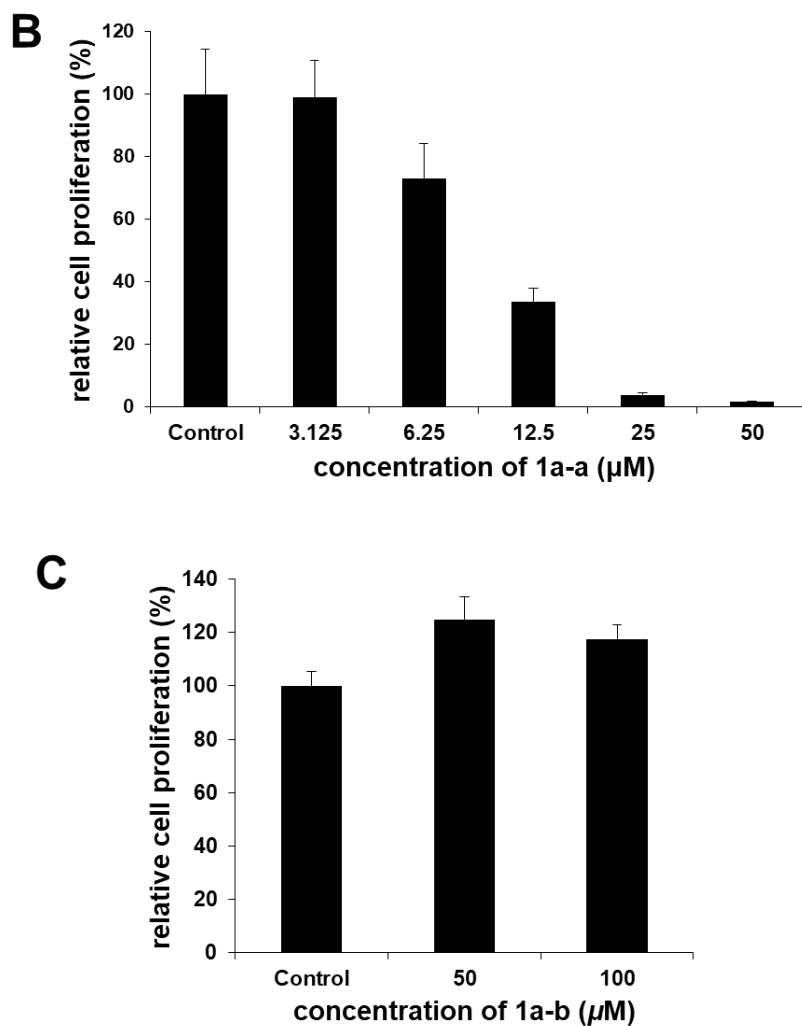 B
relative cell proliferation (%)
120
100
80
60
40
20
0
Control 3.125 6.25 12.5 25 50
concentration of 1a-a (µM)
C
relative cell proliferation (%)
140
120
100
80
60
40
20
0
Control 50 100
concentration of 1a-b (µM)